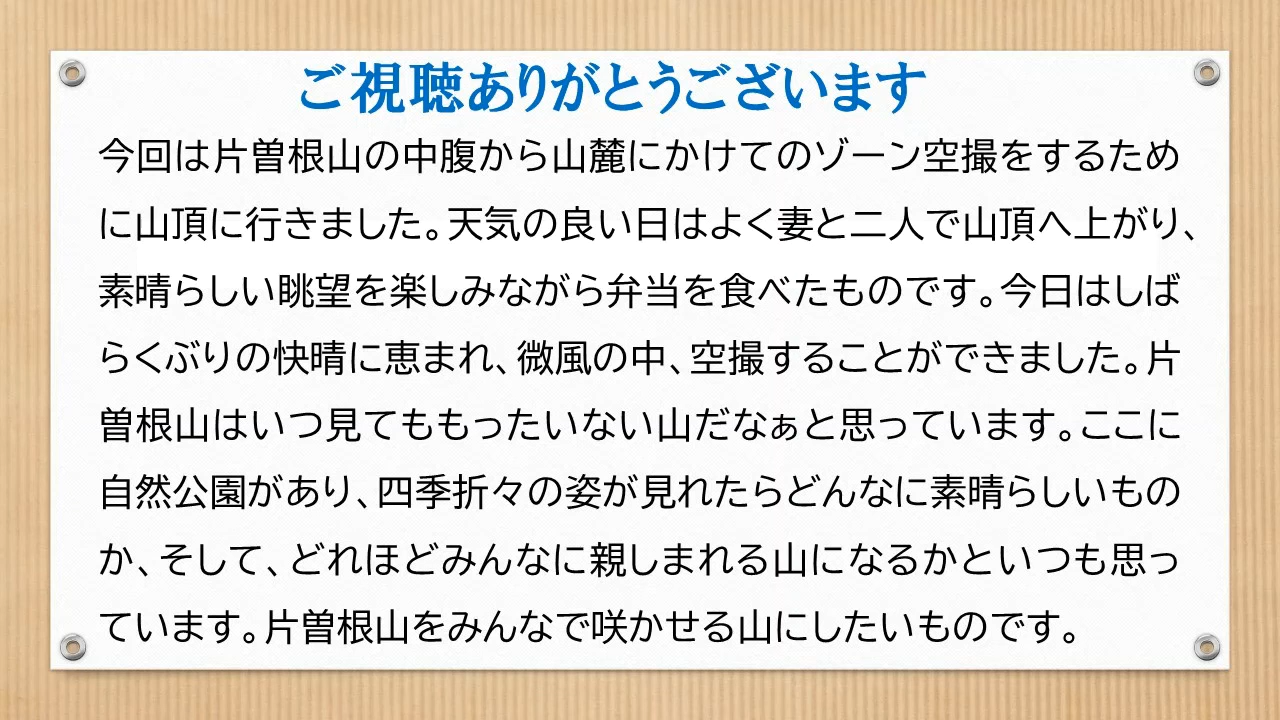 ご視聴ありがとうございます
今回は片曽根山の中腹から山麓にかけてのゾーン空撮をするため
に山頂に行きました。天気の良い日はよく妻と二人で山頂へ上がり、
素晴らしい眺望を楽しみながら弁当を食べたものです。今日はしば
らくぶりの快晴に恵まれ、微風の中、空撮することができました。片
曽根山はいつ見てももったいない山だなぁと思っています。ここに
自然公園があり、四季折々の姿が見れたらどんなに素晴らしいもの
か、そして、どれほどみんなに親しまれる山になるかといつも思っ
ています。片曽根山をみんなで咲かせる山にしたいものです。